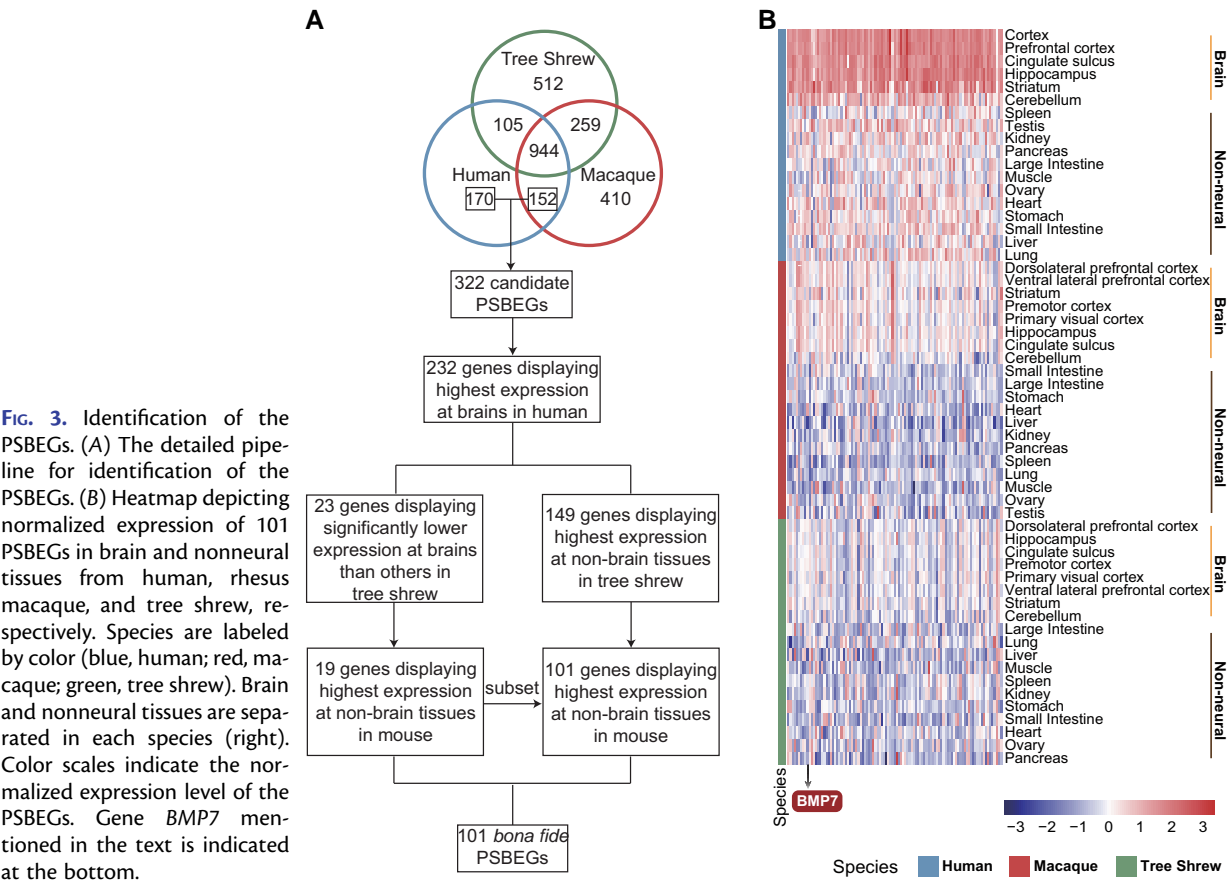 A
Tree Shrew
512
105
259
944
Human
Macaque
170
152
410
322 candidate
PSBEGs
232 genes displaying
highest expression
at brains in human
23 genes displaying
significantly lower
expression at brains
than others in
tree shrew
149 genes displaying
highest expression
at non-brain tissues
in tree shrew
19 genes displaying
highest expression
at non-brain tissues
in mouse
subset
101 genes displaying
highest expression
at non-brain tissues
in mouse
101 bona fide
PSBEGs
FIG. 3. Identification of the
PSBEGs. (A) The detailed pipe-
line for identification of the
PSBEGs. (B) Heatmap depicting
normalized expression of 101
PSBEGs in brain and nonneural
tissues from human, rhesus
macaque, and tree shrew, re-
spectively. Species are labeled
by color (blue, human; red, ma-
caque; green, tree shrew). Brain
and nonneural tissues are sepa-
rated in each species (right).
Color scales indicate the nor-
malized expression level of the
PSBEGs. Gene BMP7 men-
tioned in the text is indicated
at the bottom.
B
Cortex
Prefrontal cortex
Cingulate sulcus
Hippocampus
Striatum
Cerebellum
Spleen
Testis
Kidney
Pancreas
Large Intestine
Muscle
Ovary
Heart
Stomach
Small Intestine
Liver
Lung
Dorsolateral prefrontal cortex
Ventral lateral prefrontal cortex
Striatum
Premotor cortex
Primary visual cortex
Hippocampus
Cingulate sulcus
Cerebellum
Small Intestine
Large Intestine
Stomach
Heart
Liver
Kidney
Pancreas
Spleen
Lung
Muscle
Ovary
Testis
Dorsolateral prefrontal cortex
Hippocampus
Cingulate sulcus
Premotor cortex
Primary visual cortex
Ventral lateral prefrontal cortex
Striatum
Cerebellum
Large Intestine
Lung
Liver
Muscle
Spleen
Kidney
Stomach
Small Intestine
Heart
Ovary
Pancreas
Brain
Non-neural
Brain
Non-neural
Brain
Non-neural
Species
BMP7
−3 −2 −1 0 1 2 3
Species Human Macaque Tree Shrew